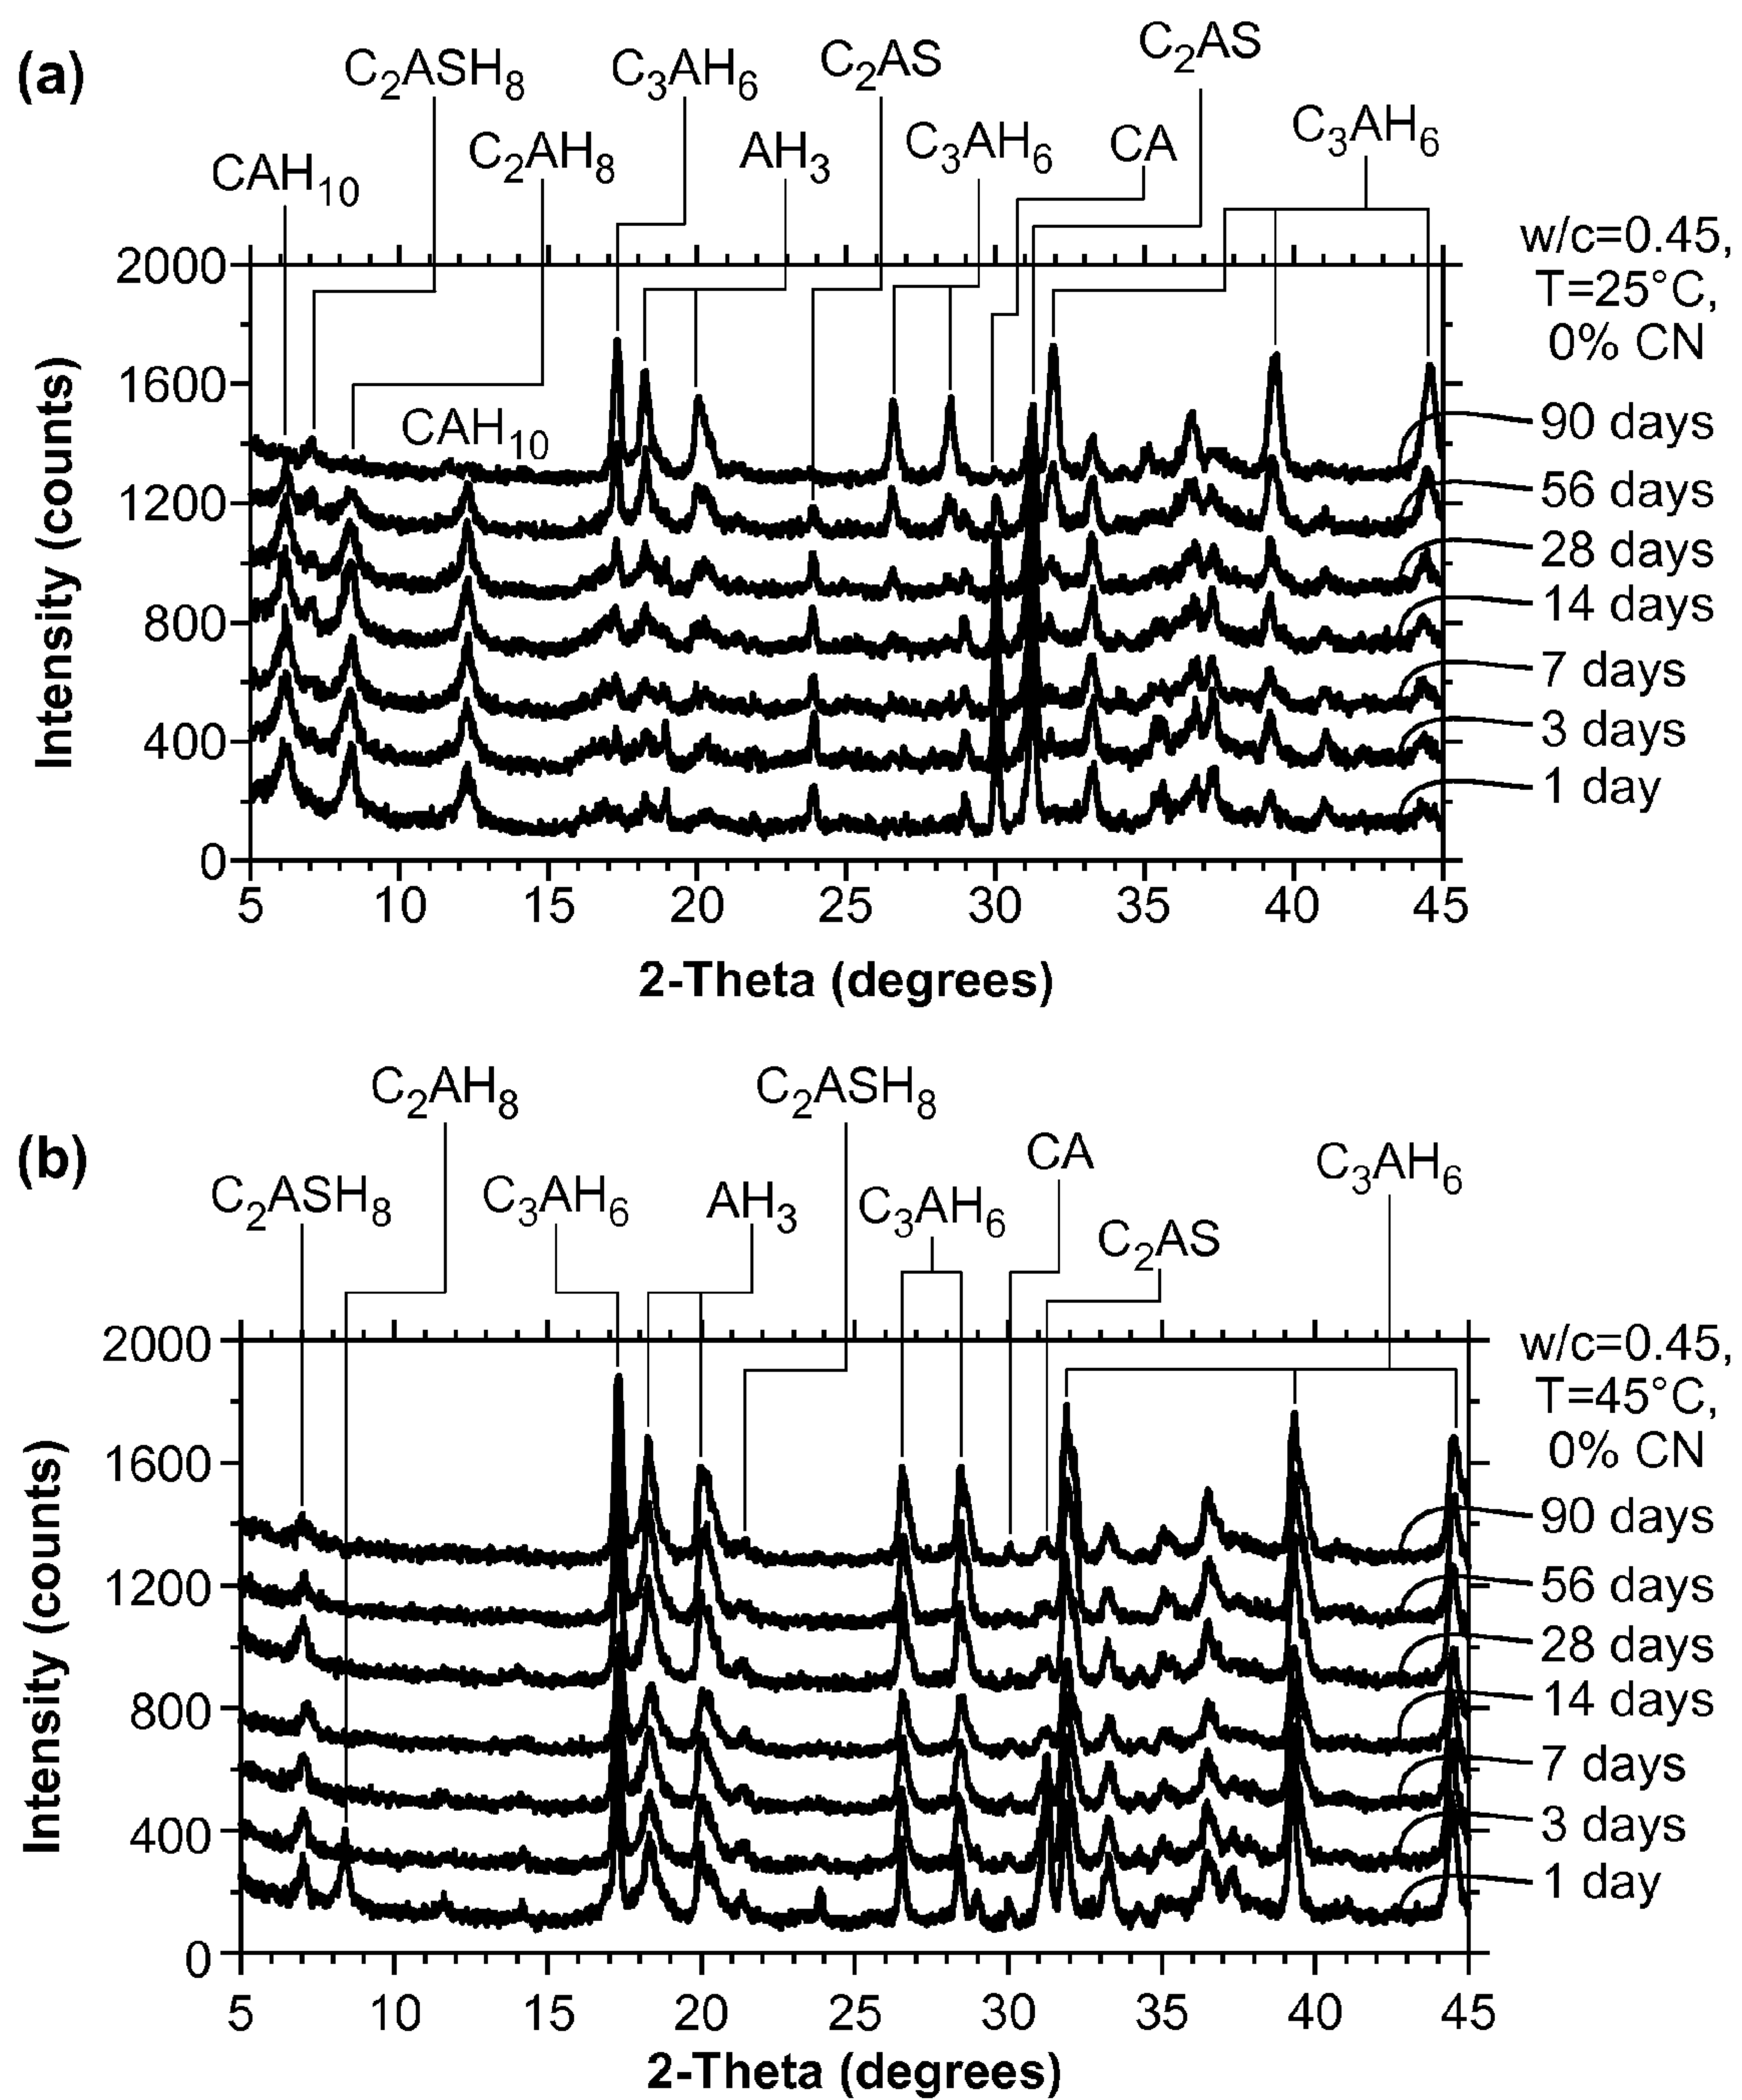 (a)
C2ASH8
C3AH6
C2AS
C2AS
CAH10
C2AH8
AH3
C3AH6
CA
C3AH6
w/c=0.45,
T=25°C,
0% CN
2000
1600
1200
800
400
0
Intensity (counts)
CAH10
90 days
56 days
28 days
14 days
7 days
3 days
1 day
5 10 15 20 25 30 35 40 45
2-Theta (degrees)
(b)
C2AH8
C2ASH8
C2ASH8
C3AH6
AH3
C3AH6
CA
C2AS
C3AH6
w/c=0.45,
T=45°C,
0% CN
2000
1600
1200
800
400
0
Intensity (counts)
90 days
56 days
28 days
14 days
7 days
3 days
1 day
5 10 15 20 25 30 35 40 45
2-Theta (degrees)